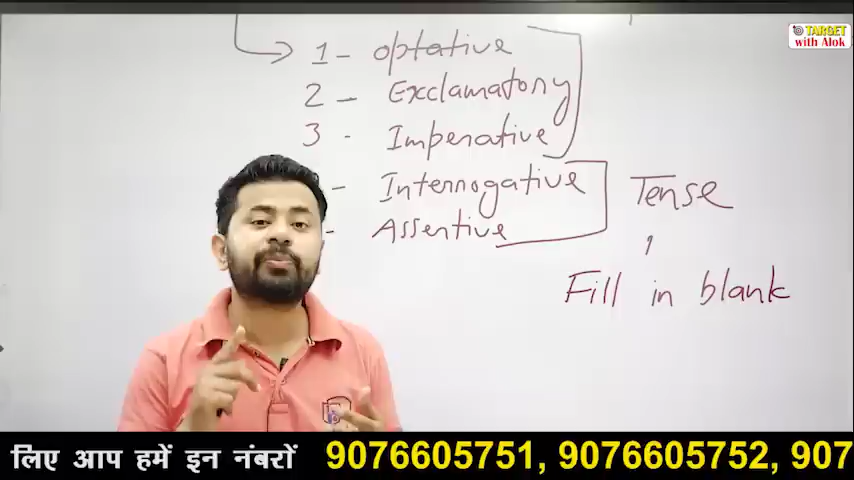 TARGET
with Alok
1 - Optative
2 - Exclamatory
3 - Imperative
- Interrogative
- Assertive
Tense
Fill in blank
लिए आप हमें इन नंबरों 9076605751, 9076605752, 907